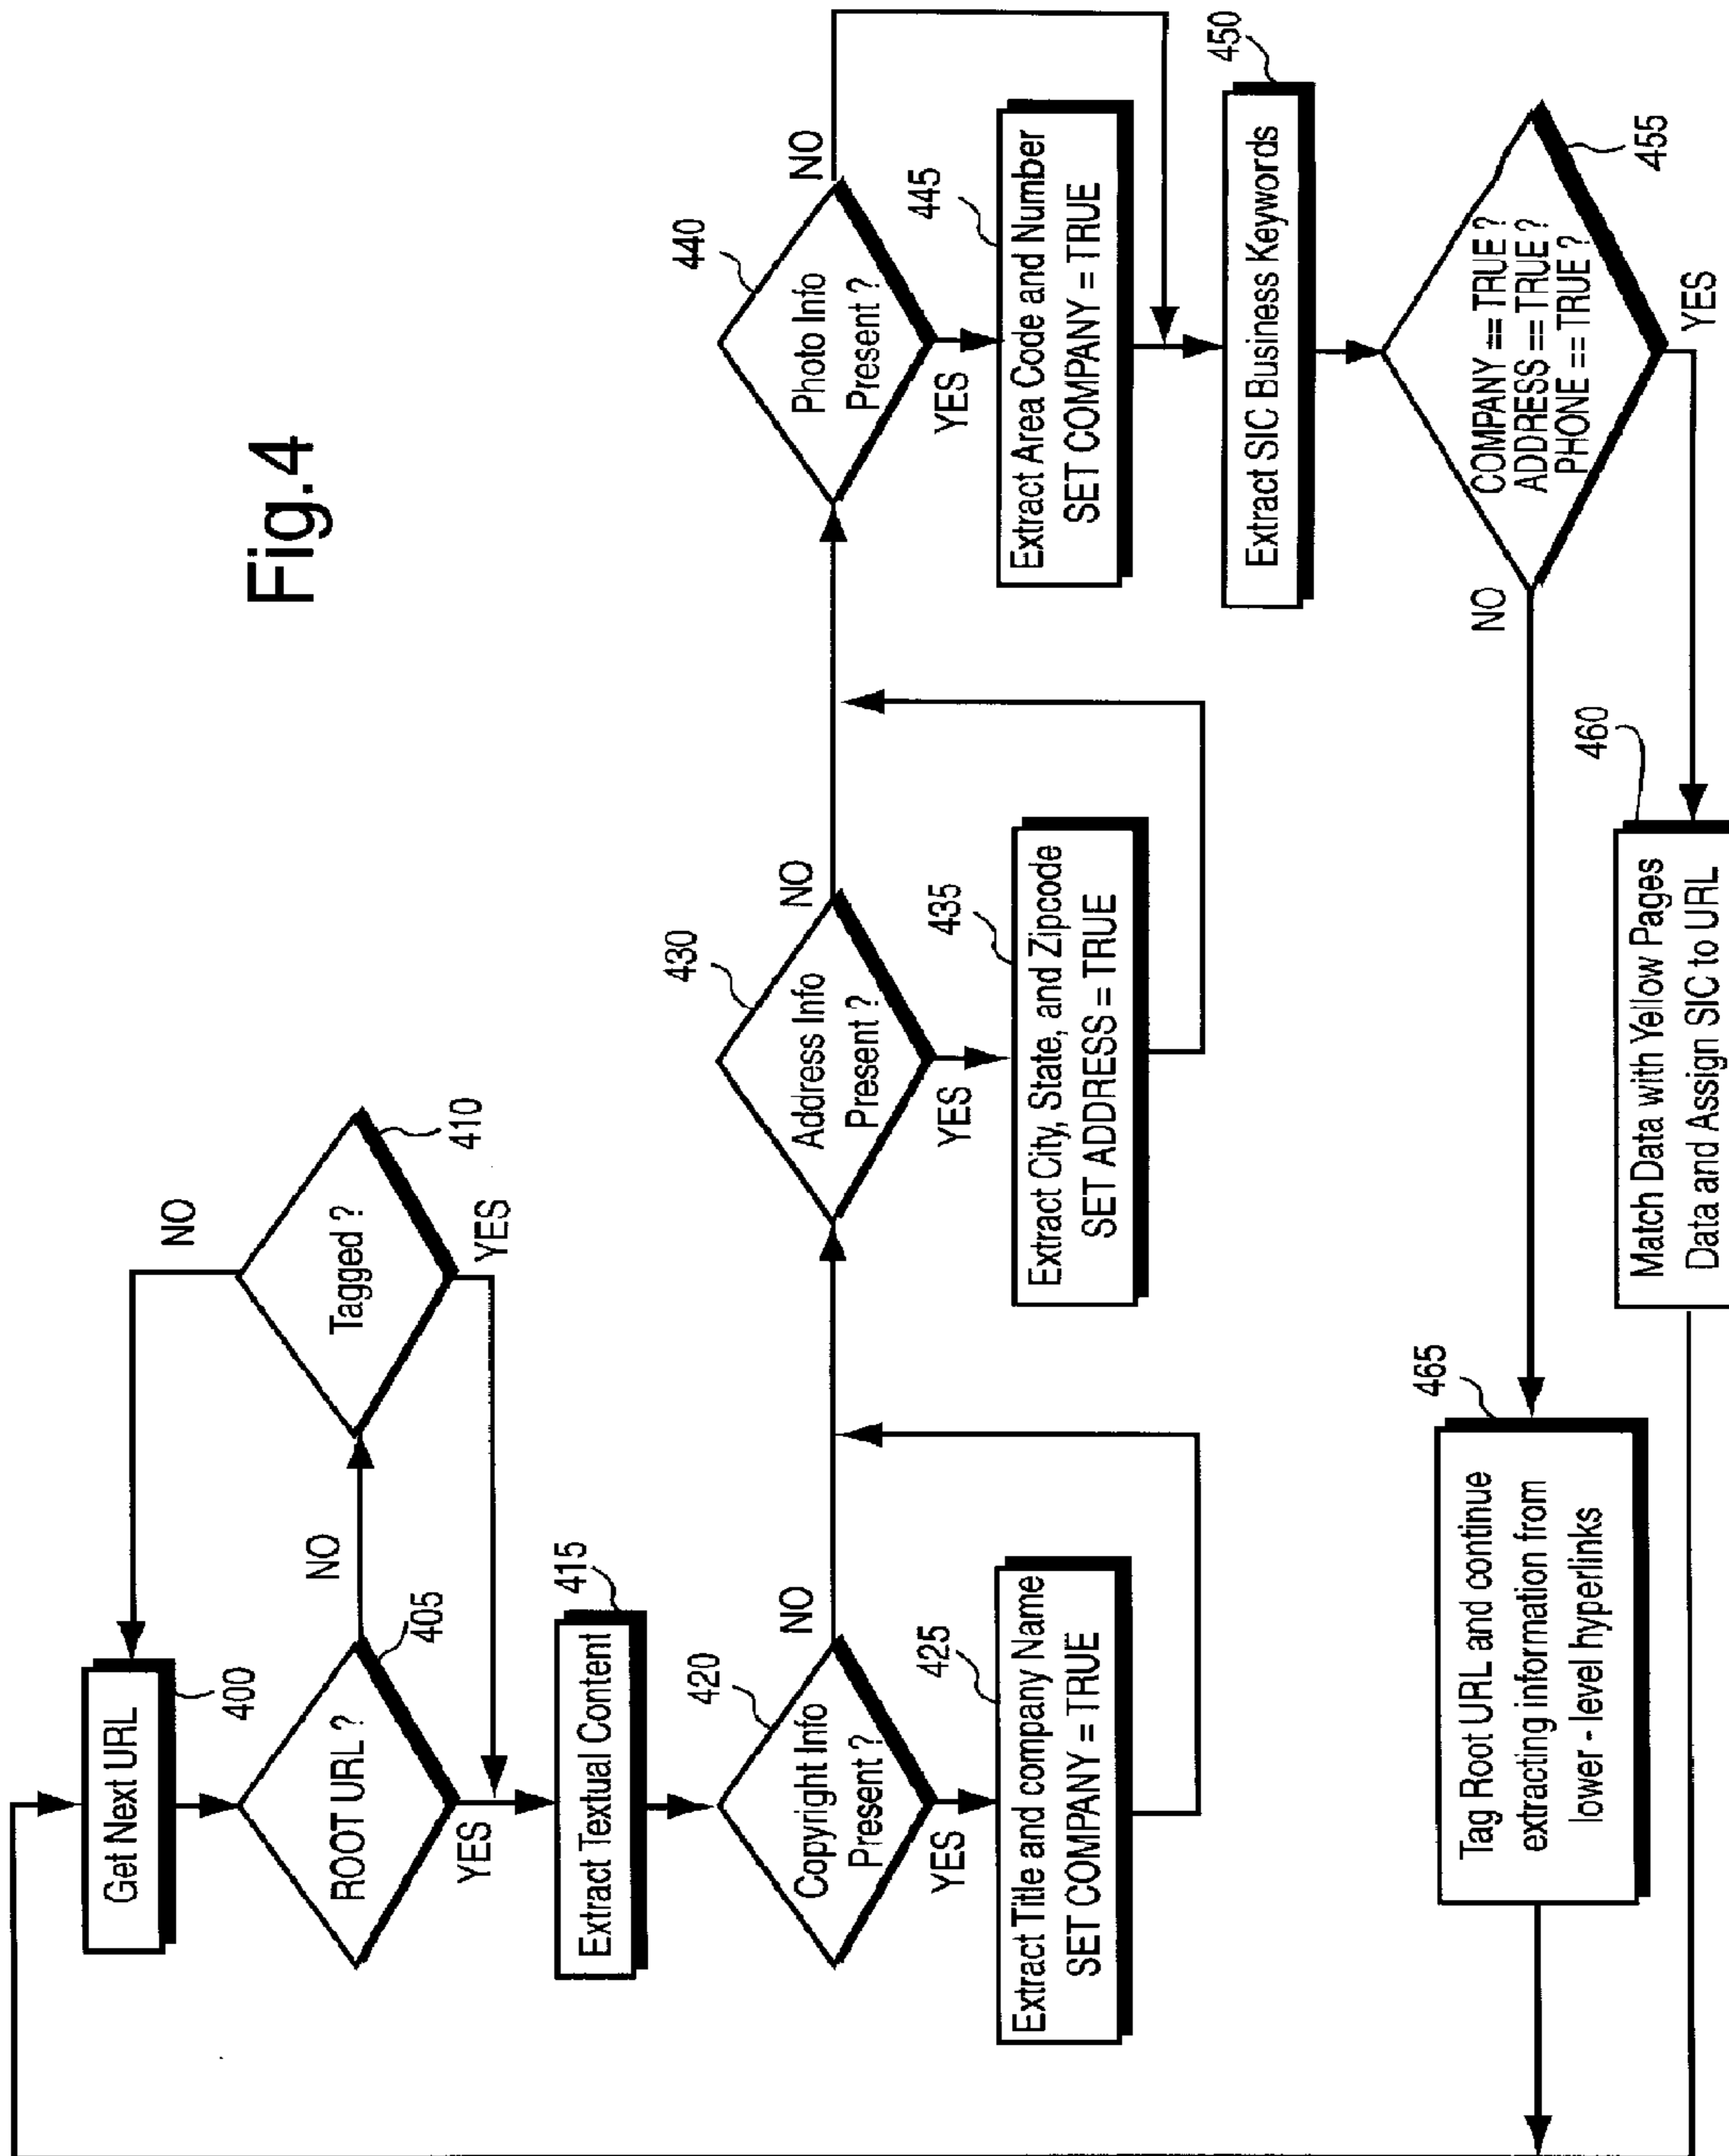 Fig.4
Get Next URL
400
ROOT URL ?
405
NO
YES
Tagged ?
410
NO
YES
Extract Textual Content
415
Copyright Info
Present ?
420
NO
YES
Extract Title and company Name
SET COMPANY = TRUE
425
Address Info
Present ?
430
NO
YES
Extract City, State, and Zipcode
SET ADDRESS = TRUE
435
Photo Info
Present ?
440
NO
YES
Extract Area Code and Number
SET COMPANY = TRUE
445
Extract SIC Business Keywords
450
COMPANY == TRUE ?
ADDRESS == TRUE ?
PHONE == TRUE ?
455
NO
YES
Match Data with Yellow Pages
Data and Assign SIC to URL
460
Tag Root URL and continue
extracting information from
lower - level hyperlinks
465